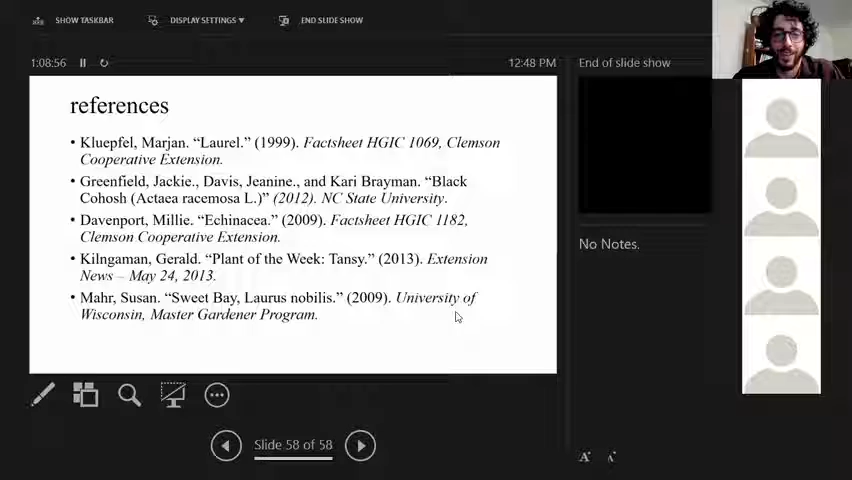 SHOW TASKBAR
DISPLAY SETTINGS ▼
END SLIDE SHOW
1:08:56
12:48 PM
End of slide show
references
• Kluepfel, Marjan. “Laurel.” (1999). Factsheet HGIC 1069, Clemson
Cooperative Extension.
• Greenfield, Jackie., Davis, Jeanine., and Kari Brayman. “Black
Cohosh (Actaea racemosa L.)” (2012). NC State University.
• Davenport, Millie. “Echinacea.” (2009). Factsheet HGIC 1182,
Clemson Cooperative Extension.
• Kilngaman, Gerald. “Plant of the Week: Tansy.” (2013). Extension
News – May 24, 2013.
• Mahr, Susan. “Sweet Bay, Laurus nobilis.” (2009). University of
Wisconsin, Master Gardener Program.
No Notes.
Slide 58 of 58
A A